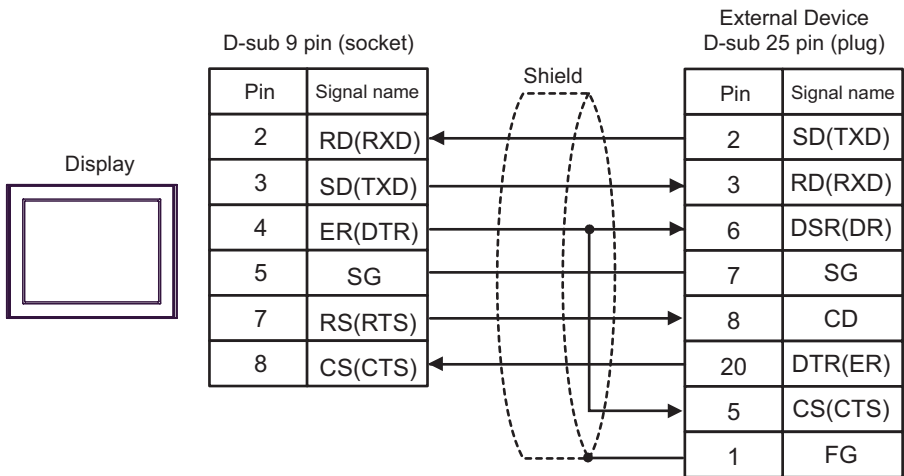 External Device
D-sub 9 pin (socket)
D-sub 25 pin (plug)
Shield
Display
Pin Signal name
2 RD(RXD)
3 SD(TXD)
4 ER(DTR)
5 SG
7 RS(RTS)
8 CS(CTS)
Pin Signal name
2 SD(TXD)
3 RD(RXD)
6 DSR(DR)
7 SG
8 CD
20 DTR(ER)
5 CS(CTS)
1 FG